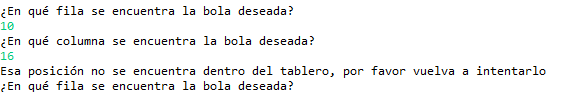 ¿En qué fila se encuentra la bola deseada?
10
¿En qué columna se encuentra la bola deseada?
16
Esa posición no se encuentra dentro del tablero, por favor vuelva a intentarlo
¿En qué fila se encuentra la bola deseada?